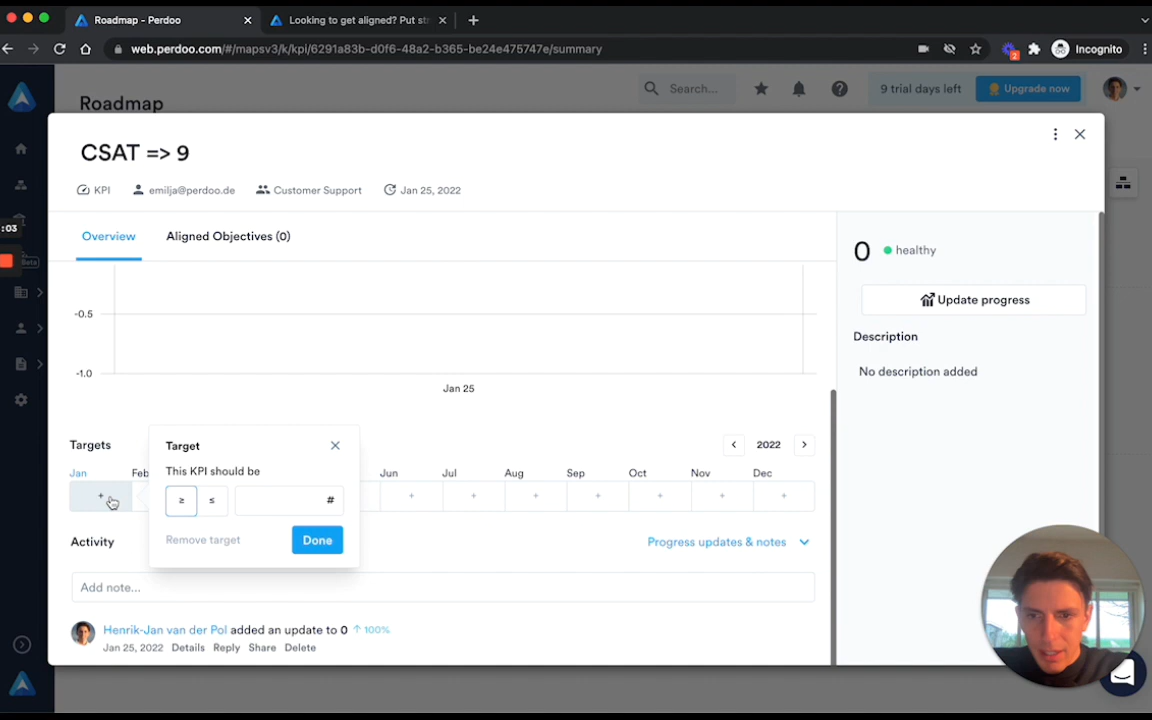 Roadmap - Perdoo
Looking to get aligned? Put st
web.perdoo.com/#/mapsv3/k/kpi/6291a83b-d0f6-48a2-b365-be24e475747e/summary
2
Incognito
Roadmap
Search...
9 trial days left
Upgrade now
CSAT => 9
KPI
emilja@perdoo.de
Customer Support
Jan 25, 2022
:03
Beta
Overview
Aligned Objectives (0)
0
healthy
Update progress
-0.5
Description
No description added
-1.0
Jan 25
Targets
2022
Jan
Feb
Jun
Jul
Aug
Sep
Oct
Nov
Dec
+
+
+
+
+
+
+
+
Target
This KPI should be
≥
≤
#
Remove target
Done
Activity
Progress updates & notes
Add note...
Henrik-Jan van der Pol added an update to 0 ↑ 100%
Jan 25, 2022 Details Reply Share Delete